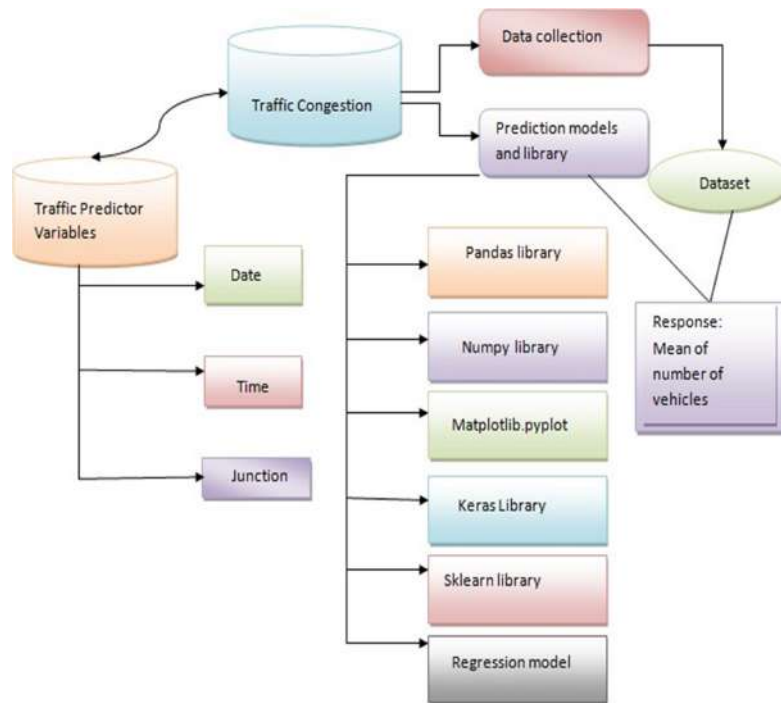 Traffic Congestion
Data collection
Prediction models
and library
Dataset
Traffic Predictor
Variables
Date
Time
Junction
Pandas library
Numpy library
Matplotlib.pyplot
Keras Library
Sklearn library
Regression model
Response:
Mean of
number of
vehicles